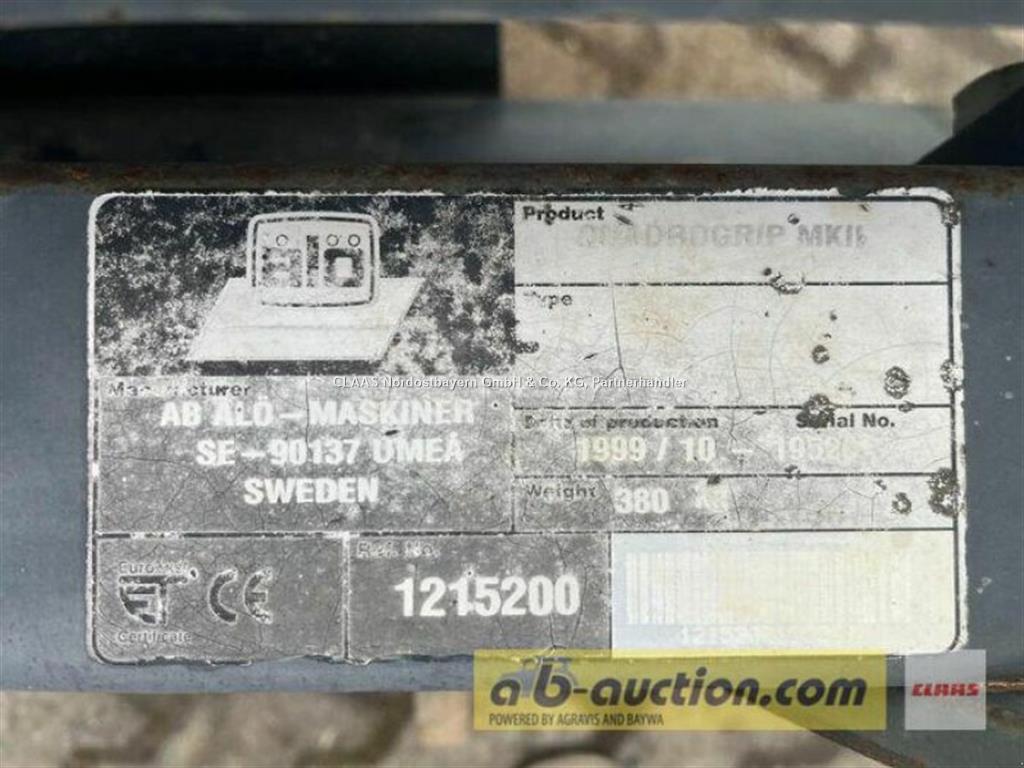 Product
QUADROGRIP MKII
Type
Manufacturer
CLAAS Nordostbayern GmbH & Co. KG, Partnerhändler
AB ÅLÖ-MASKINER
SE-90137 UMEÅ
SWEDEN
Date of production
Serial No.
1999 / 10 -
Weight
380
Certificate
CE
Ref. No.
1215200
ab-auction.com
POWERED BY AGRAVIS AND BAYWA
CLAAS